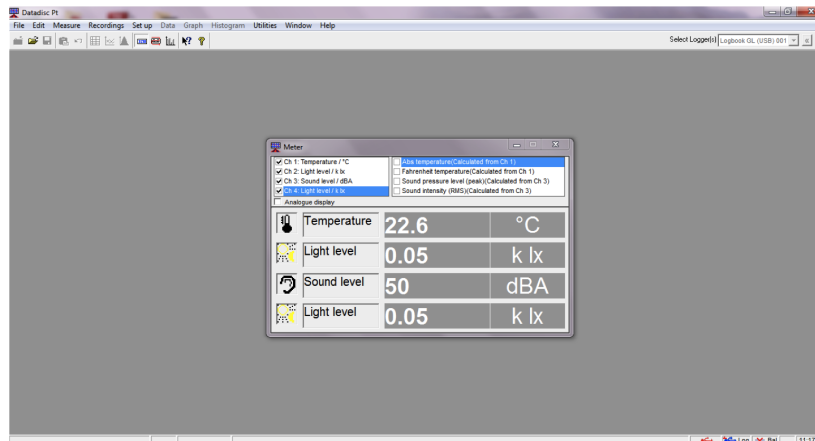 Datadisc Pt
File Edit Measure Recordings Set up Data Graph Histogram Utilities Window Help
Select Logger(s) Logbook GL (USB) 001
Meter
Ch 1: Temperature / °C
Ch 2: Light level / k lx
Ch 3: Sound level / dBA
Ch 4: Light level / k lx
Abs temperature(Calculated from Ch 1)
Fahrenheit temperature(Calculated from Ch 1)
Sound pressure level (peak)(Calculated from Ch 3)
Sound intensity (RMS)(Calculated from Ch 3)
Analogue display
Temperature 22.6 °C
Light level 0.05 k lx
Sound level 50 dBA
Light level 0.05 k lx
Log Bal 11:17